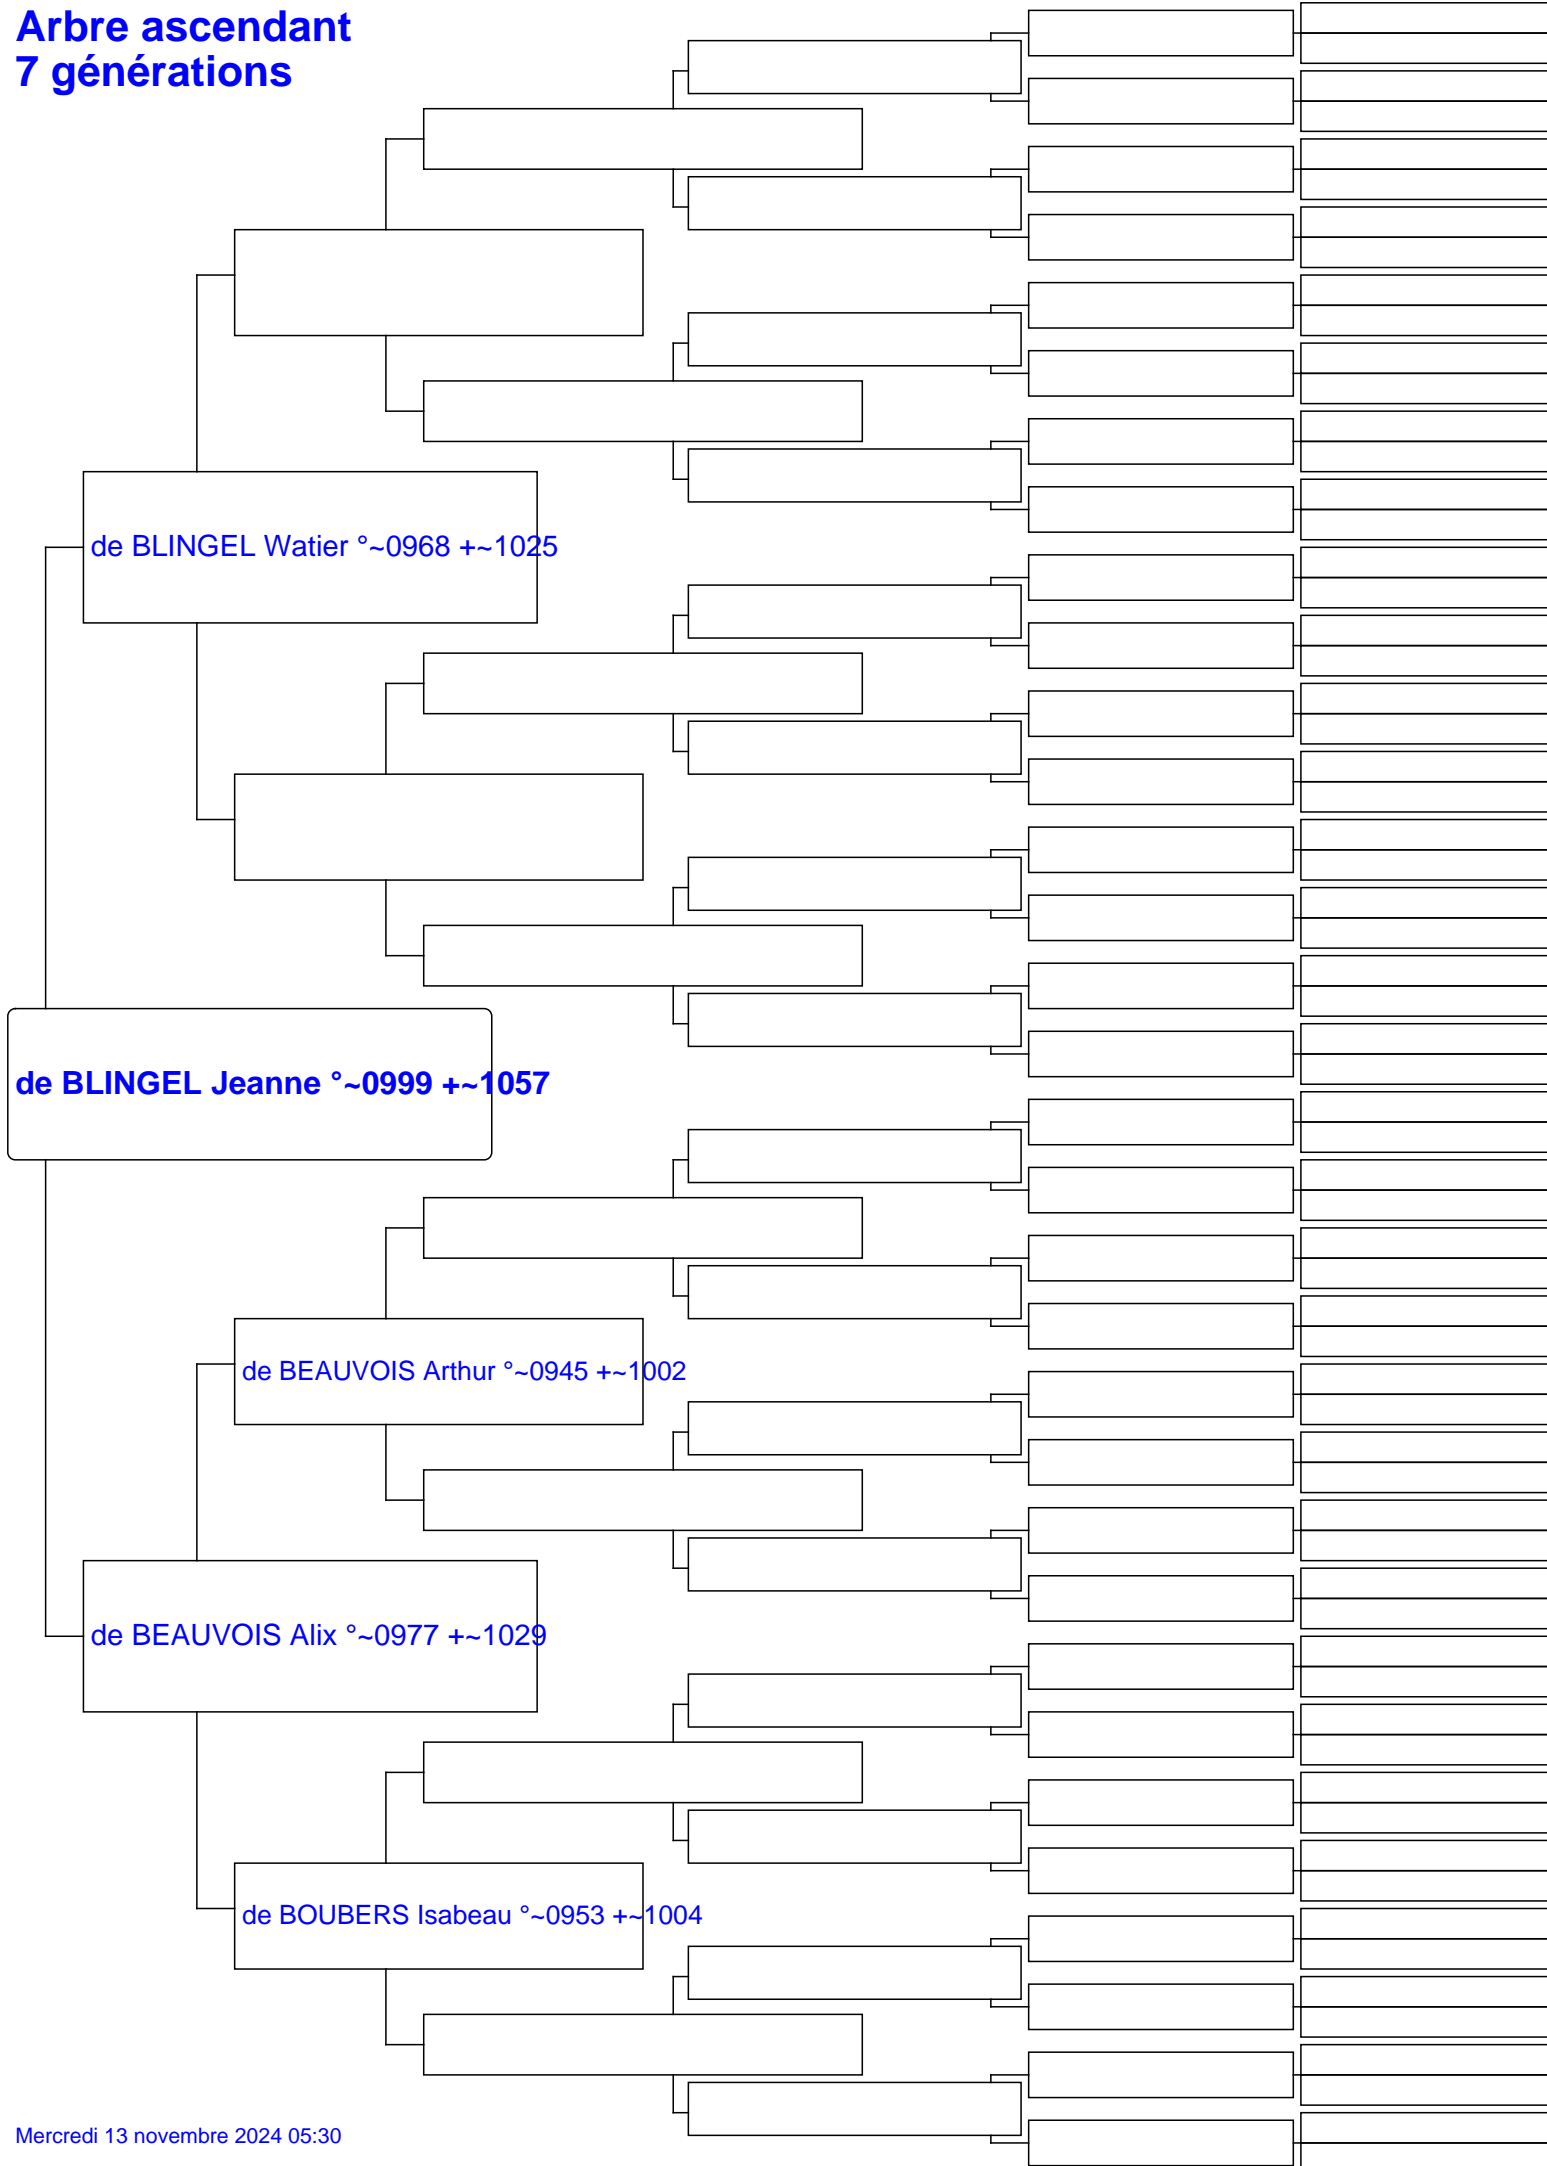 Arbre ascendant
7 générations
de BLINGEL Watier °~0968 +~1025
de BLINGEL Jeanne °~0999 +~1057
de BEAUVOIS Arthur °~0945 +~1002
de BEAUVOIS Alix °~0977 +~1029
de BOUBERS Isabeau °~0953 +~1004
Mercredi 13 novembre 2024 05:30